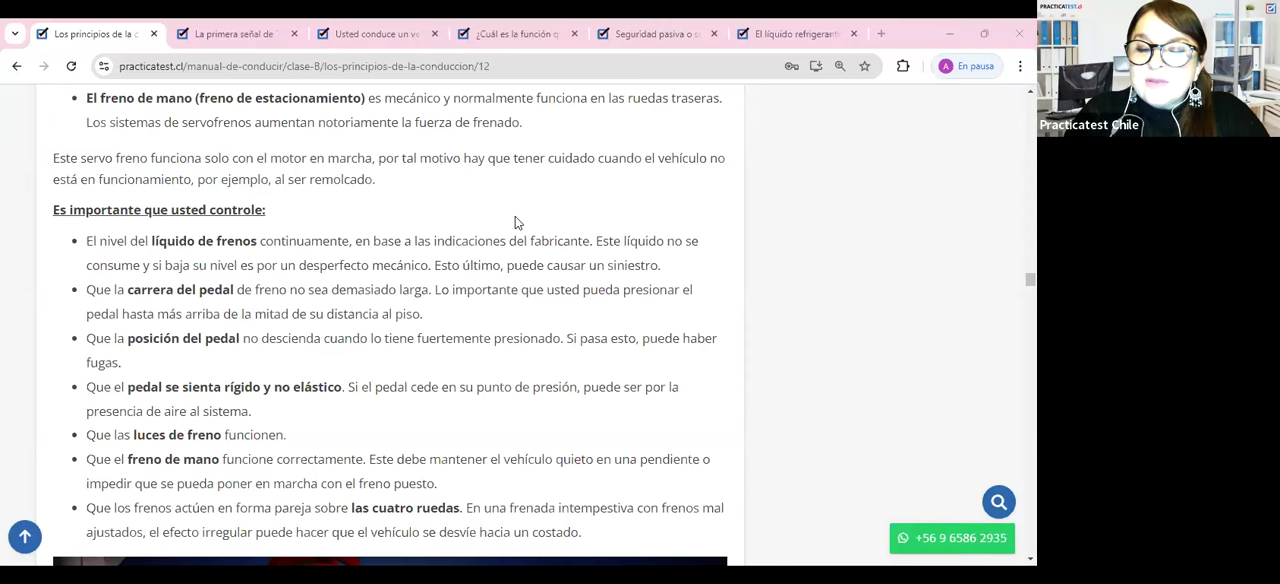 Los principios de la c
La primera señal de
Usted conduce un ve
¿Cuál es la función q
Seguridad pasiva o s
El líquido refrigerante
practicatest.cl/manual-de-conducir/clase-B/los-principios-de-la-conduccion/12
A
En pausa
PRACTICATEST.cl
Practicatest Chile
• El freno de mano (freno de estacionamiento) es mecánico y normalmente funciona en las ruedas traseras.
Los sistemas de servofrenos aumentan notoriamente la fuerza de frenado.
Este servo freno funciona solo con el motor en marcha, por tal motivo hay que tener cuidado cuando el vehículo no
está en funcionamiento, por ejemplo, al ser remolcado.
Es importante que usted controle:
• El nivel del líquido de frenos continuamente, en base a las indicaciones del fabricante. Este líquido no se
consume y si baja su nivel es por un desperfecto mecánico. Esto último, puede causar un siniestro.
• Que la carrera del pedal de freno no sea demasiado larga. Lo importante que usted pueda presionar el
pedal hasta más arriba de la mitad de su distancia al piso.
• Que la posición del pedal no descienda cuando lo tiene fuertemente presionado. Si pasa esto, puede haber
fugas.
• Que el pedal se sienta rígido y no elástico. Si el pedal cede en su punto de presión, puede ser por la
presencia de aire al sistema.
• Que las luces de freno funcionen.
• Que el freno de mano funcione correctamente. Este debe mantener el vehículo quieto en una pendiente o
impedir que se pueda poner en marcha con el freno puesto.
• Que los frenos actúen en forma pareja sobre las cuatro ruedas. En una frenada intempestiva con frenos mal
ajustados, el efecto irregular puede hacer que el vehículo se desvíe hacia un costado.
+56 9 6586 2935